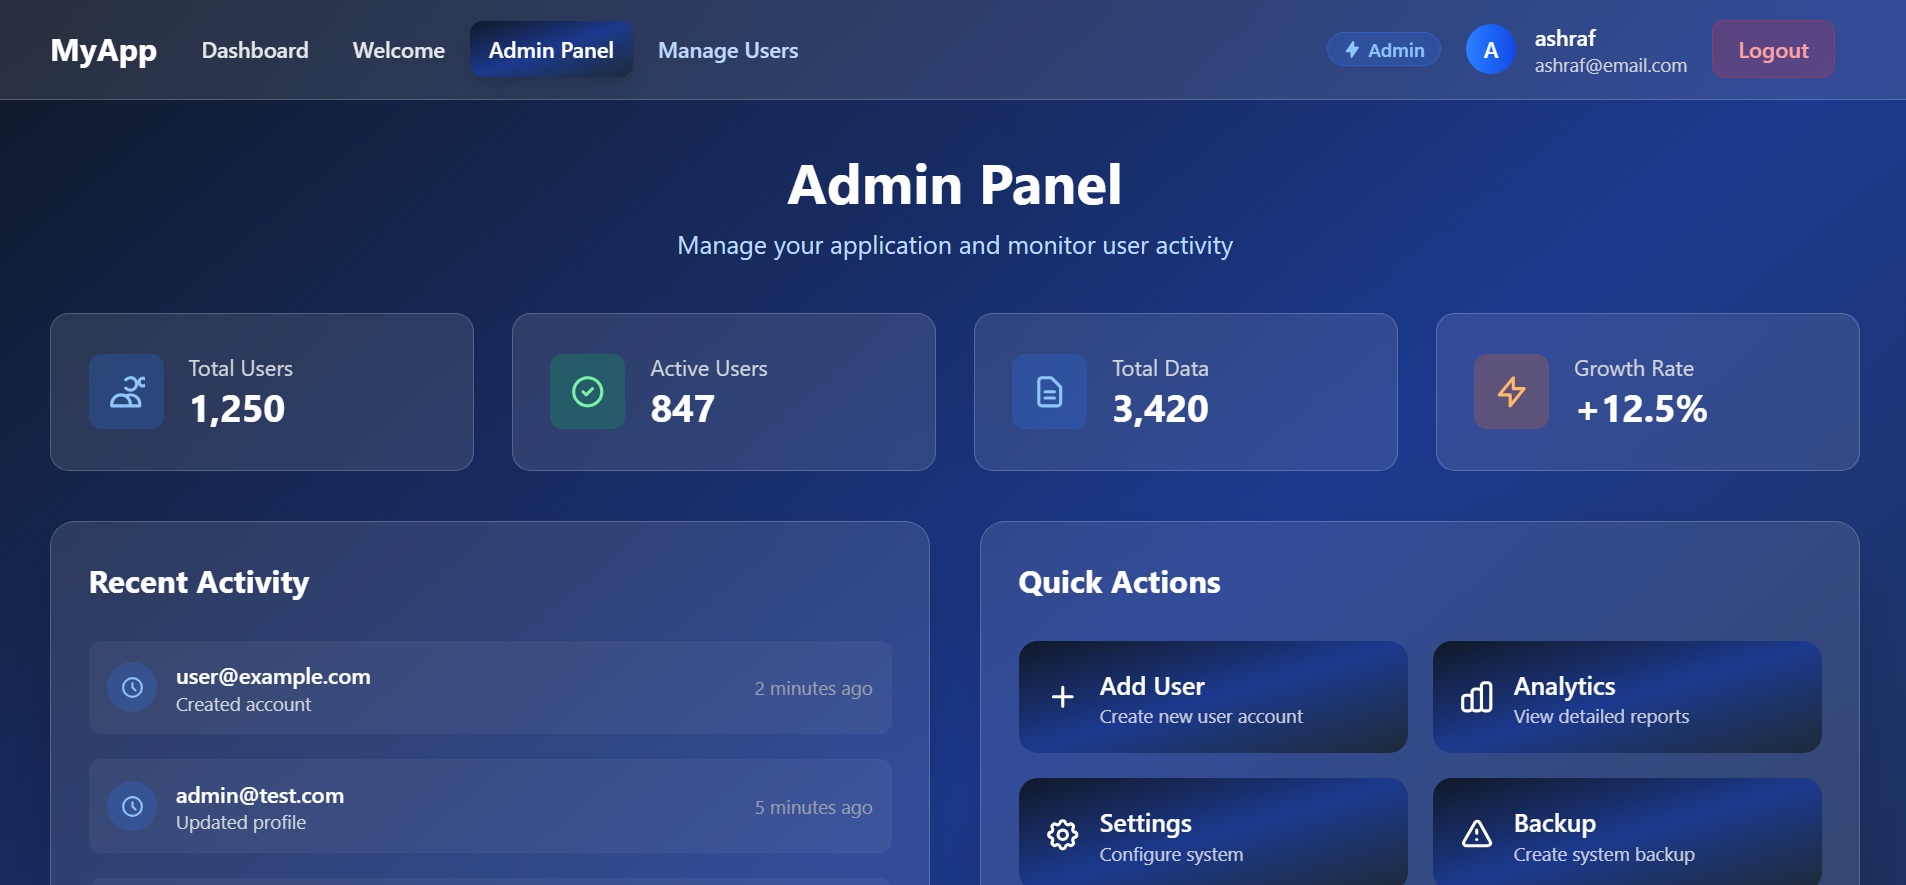 MyApp
Dashboard
Welcome
Admin Panel
Manage Users
Admin
A
ashraf
ashraf@email.com
Logout
Admin Panel
Manage your application and monitor user activity
Total Users
1,250
Active Users
847
Total Data
3,420
Growth Rate
+12.5%
Recent Activity
user@example.com
Created account
2 minutes ago
admin@test.com
Updated profile
5 minutes ago
Quick Actions
Add User
Create new user account
Analytics
View detailed reports
Settings
Configure system
Backup
Create system backup